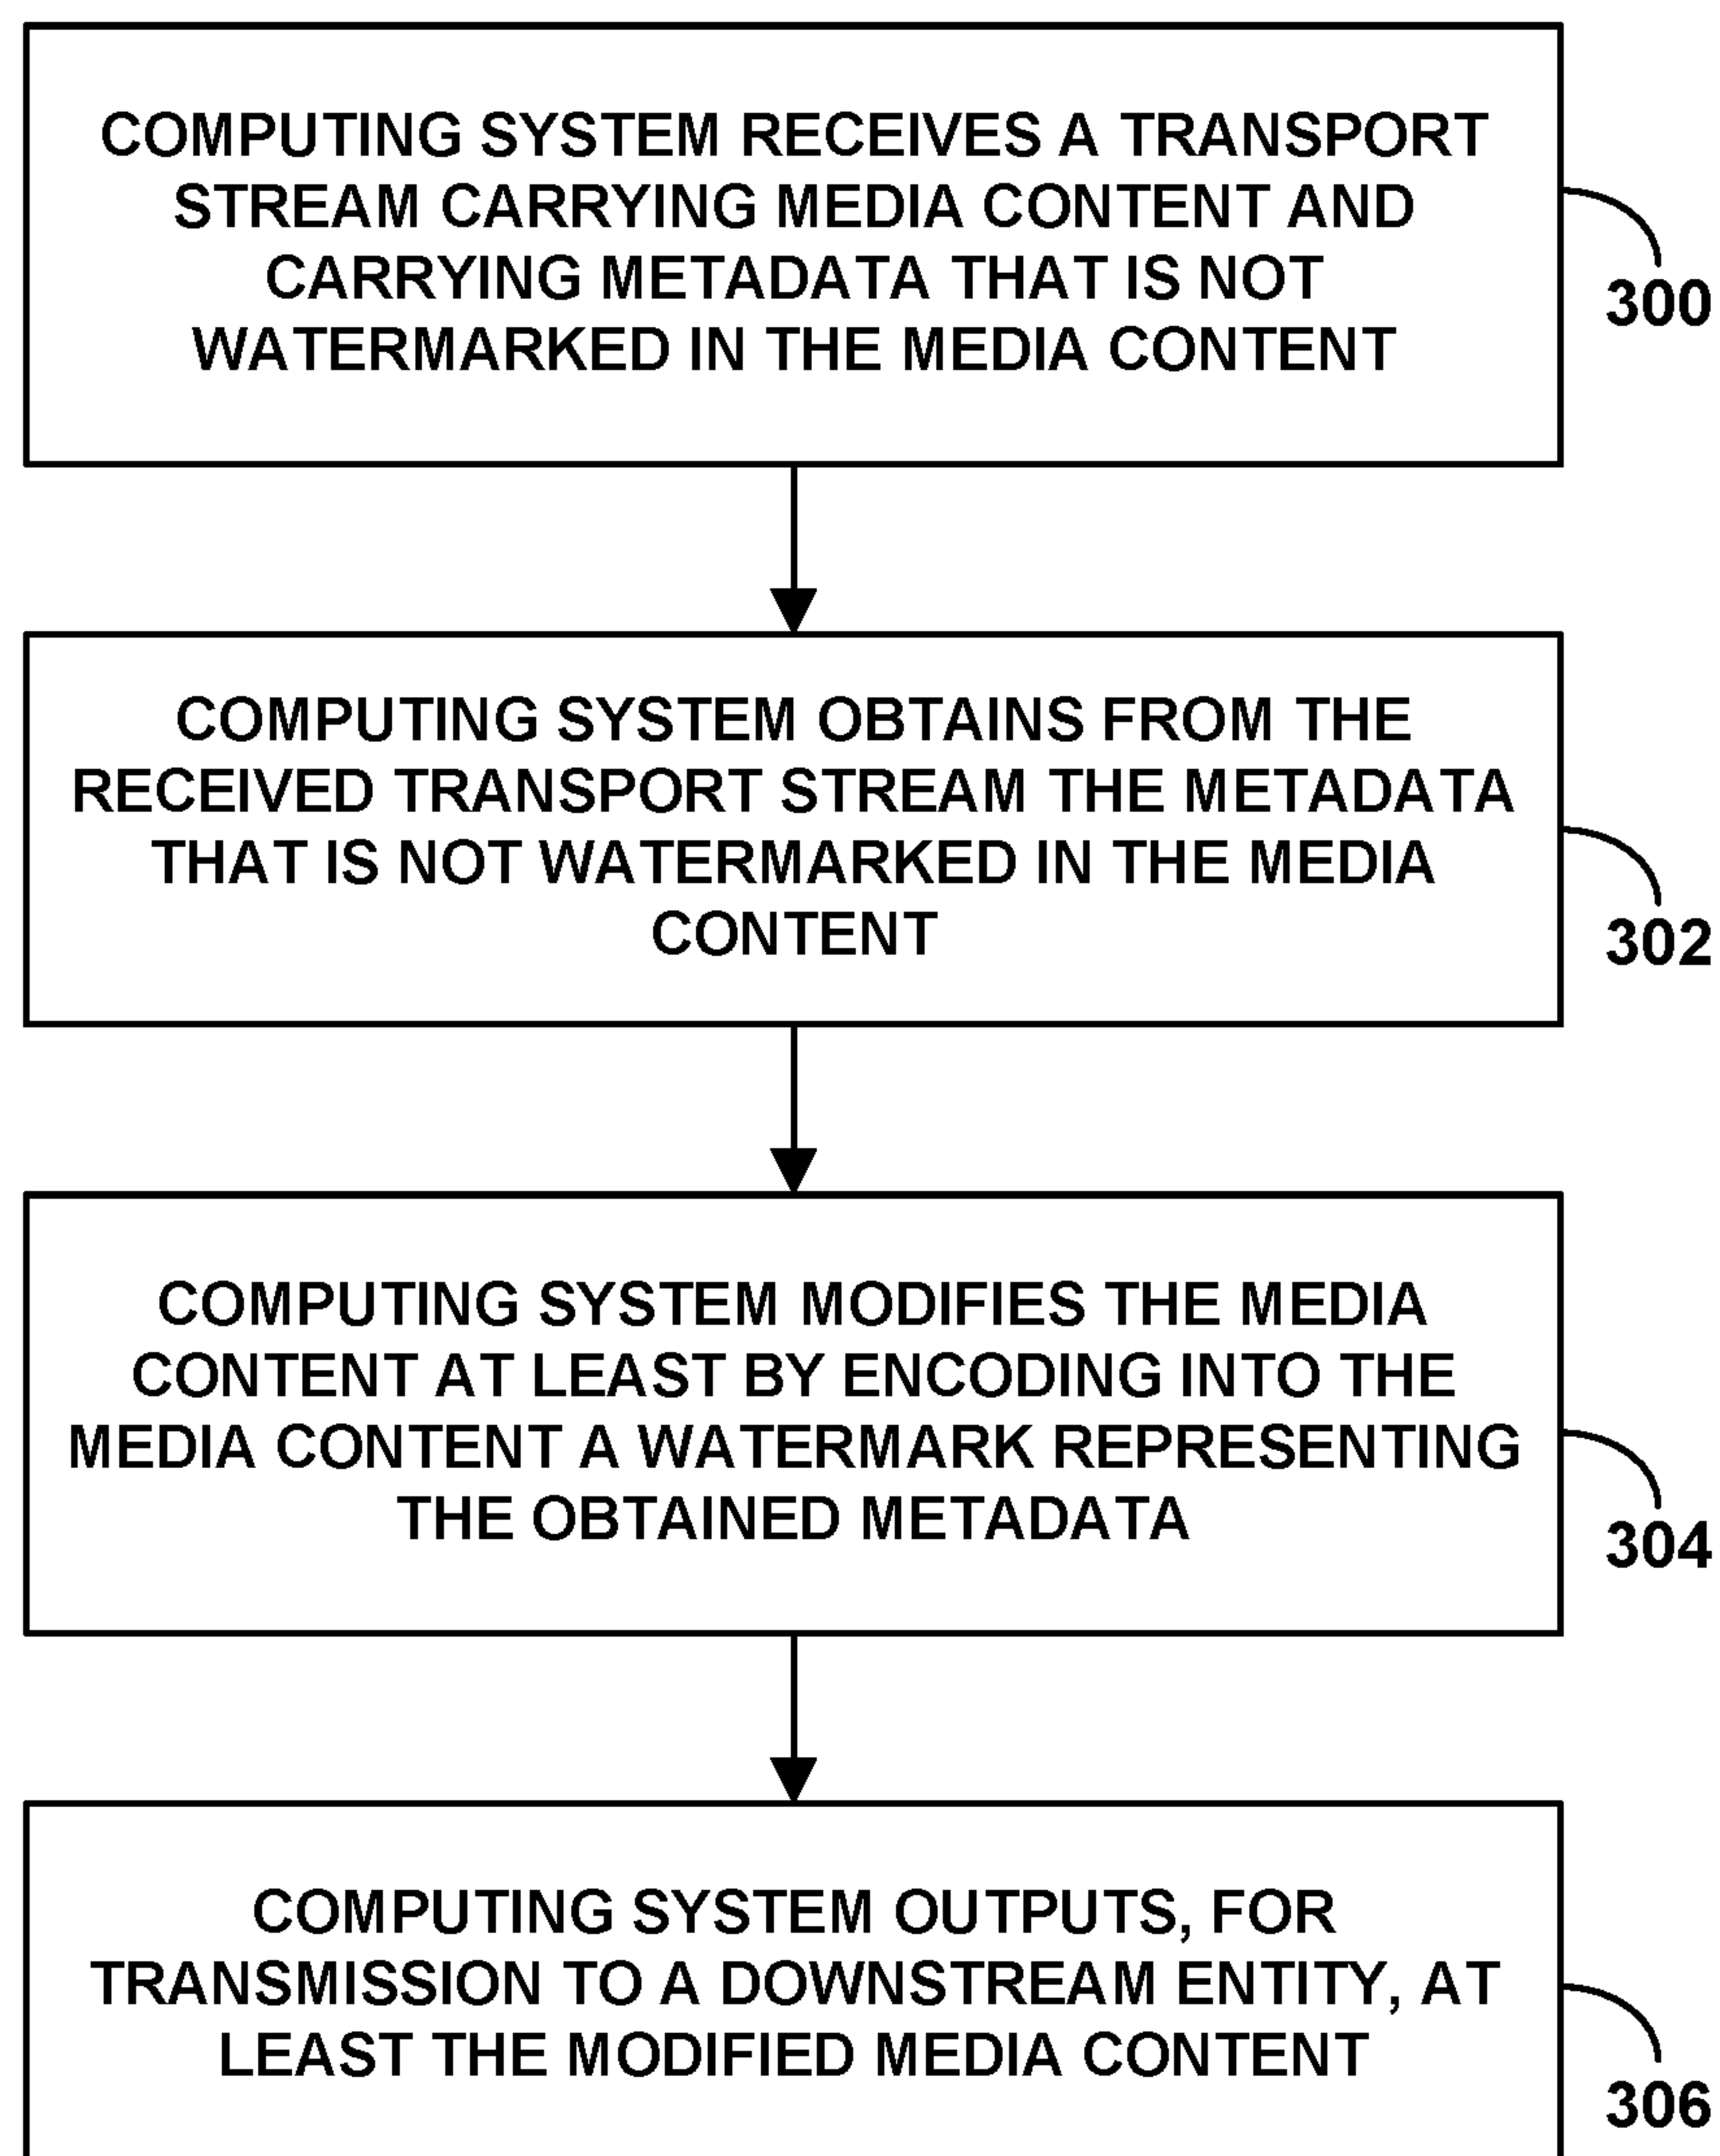 COMPUTING SYSTEM RECEIVES A TRANSPORT
STREAM CARRYING MEDIA CONTENT AND
CARRYING METADATA THAT IS NOT
WATERMARKED IN THE MEDIA CONTENT
300
COMPUTING SYSTEM OBTAINS FROM THE
RECEIVED TRANSPORT STREAM THE METADATA
THAT IS NOT WATERMARKED IN THE MEDIA
CONTENT
302
COMPUTING SYSTEM MODIFIES THE MEDIA
CONTENT AT LEAST BY ENCODING INTO THE
MEDIA CONTENT A WATERMARK REPRESENTING
THE OBTAINED METADATA
304
COMPUTING SYSTEM OUTPUTS, FOR
TRANSMISSION TO A DOWNSTREAM ENTITY, AT
LEAST THE MODIFIED MEDIA CONTENT
306